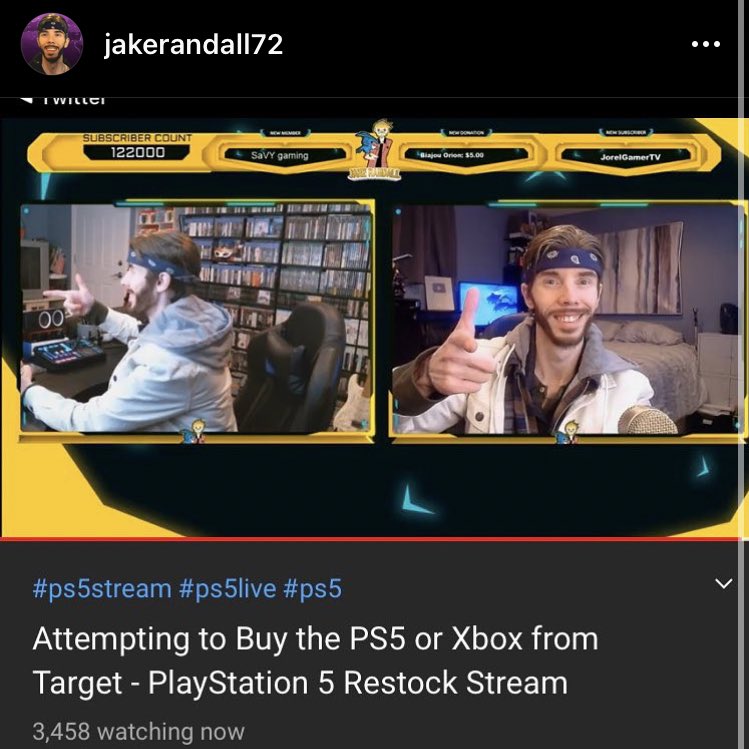 jakerandall72
Twitter
SUBSCRIBER COUNT
122000
NEW MEMBER
SaVY gaming
JAKE RANDALL
NEW DONATION
Biajou Orion: $5.00
NEW SUBSCRIBER
JorelGamerTV
#ps5stream #ps5live #ps5
Attempting to Buy the PS5 or Xbox from
Target - PlayStation 5 Restock Stream
3,458 watching now